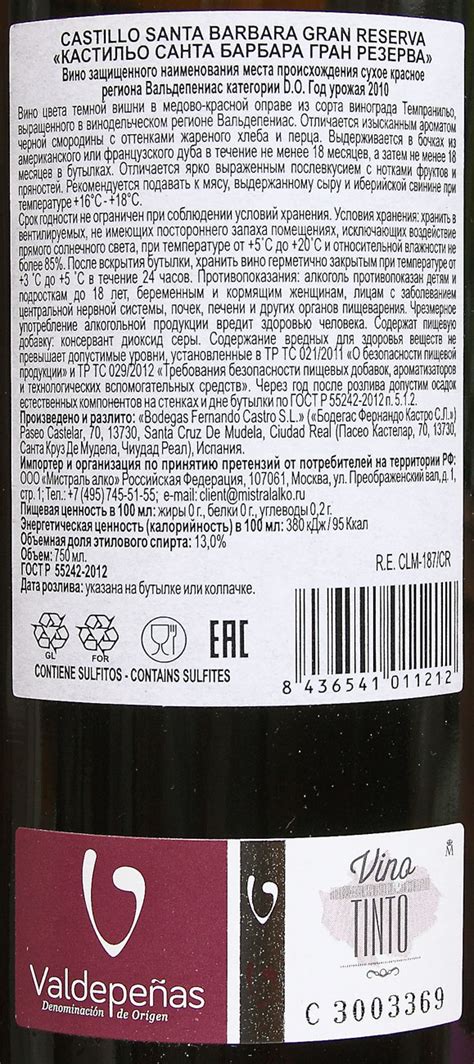 CASTILLO SANTA BARBARA GRAN RESERVA
«КАСТИЛЬО САНТА БАРБАРА ГРАН РЕЗЕРВА»
Вино защищенного наименования места происхождения сухое красное
региона Вальдепениас категории D.O. Год урожая 2010
Вино цвета темной вишни в медово-красной оправе из сорта винограда Темпранильо,
выращенного в винодельческом регионе Вальдепениас. Отличается изысканным ароматом
черной смородины с оттенками жареного хлеба и перца. Выдерживается в бочках из
американского или французского дуба в течение не менее 18 месяцев, а затем не менее 18
месяцев в бутылках. Отличается ярко выраженным послевкусием с нотками фруктов и
пряностей. Рекомендуется подавать к мясу, выдержанному сыру и иберийской свинине при
температуре +16°C - +18°C.
Срок годности не ограничен при соблюдении условий хранения. Условия хранения: хранить в
вентилируемых, не имеющих постороннего запаха помещениях, исключающих воздействие
прямого солнечного света, при температуре от +5°С до +20°С и относительной влажности не
более 85%. После вскрытия бутылки, хранить вино герметично закрытым при температуре от
+3 °С до +5 °С в течение 24 часов. Противопоказания: алкоголь противопоказан детям и
подросткам до 18 лет, беременным и кормящим женщинам, лицам с заболеванием
центральной нервной системы, почек, печени и других органов пищеварения. Чрезмерное
употребление алкогольной продукции вредит здоровью человека. Содержат пищевую
добавку: консервант диоксид серы. Содержание вредных для здоровья веществ не
превышает допустимые уровни, установленные в ТР ТС 021/2011 «О безопасности пищевой
продукции» и ТР ТС 029/2012 «Требования безопасности пищевых добавок, ароматизаторов
и технологических вспомогательных средств». Через год после розлива допустим осадок
естественных компонентов на стенках и дне бутылки по ГОСТ Р 55242-2012 п. 5.1.2.
Произведено и разлито: «Bodegas Fernando Castro S.L.» («Бодегас Фернандо Кастро С.Л.»)
Paseo Castelar, 70, 13730, Santa Cruz De Mudela, Ciudad Real (Пасео Кастелар, 70, 13730,
Санта Круз Де Мудела, Чиудад Реал), Испания.
Импортер и организация по принятию претензий от потребителей на территории РФ:
ООО «Мистраль алко» Российская Федерация, 107061, Москва, ул. Преображенский вал, д. 1,
стр. 1; Тел.: +7 (495) 745-51-55; e-mail: client@mistralalko.ru
Пищевая ценность в 100 мл: жиры 0 г., белки 0 г., углеводы 0,2 г.
Энергетическая ценность (калорийность) в 100 мл: 380 кДж / 95 Ккал
Объемная доля этилового спирта: 13,0%
Объем: 750 мл.
ГОСТ Р 55242-2012
R.E. CLM-187/CR
Дата розлива: указана на бутылке или колпачке.
GL
FOR
EAC
CONTIENE SULFITOS - CONTAINS SULFITES
8 436541 011212
Vino
TINTO
M
Valdepeñas
Denominación de Origen
C 3003369